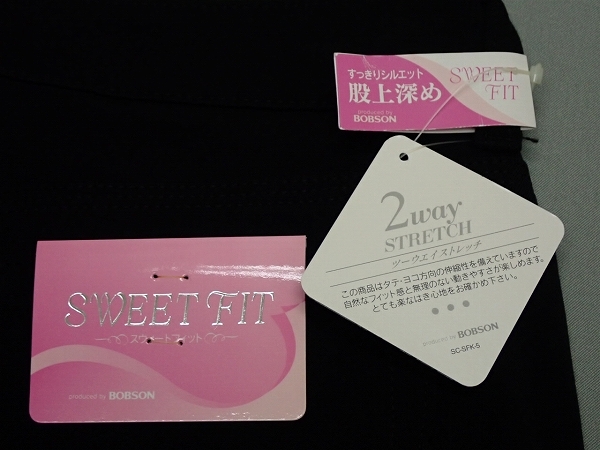 すっきりシルエット
股上深め
SWEET
FIT
produced by
BOBSON
2way
STRETCH
ツーウエイストレッチ
この商品はタテ・ヨコ方向の伸縮性を備えていますので
自然なフィット感と無理のない動きやすさが楽しめます。
とても楽なはき心地をお確かめ下さい。
produced by BOBSON
SC-SFK-5
SWEET FIT
スウィートフィット
produced by BOBSON